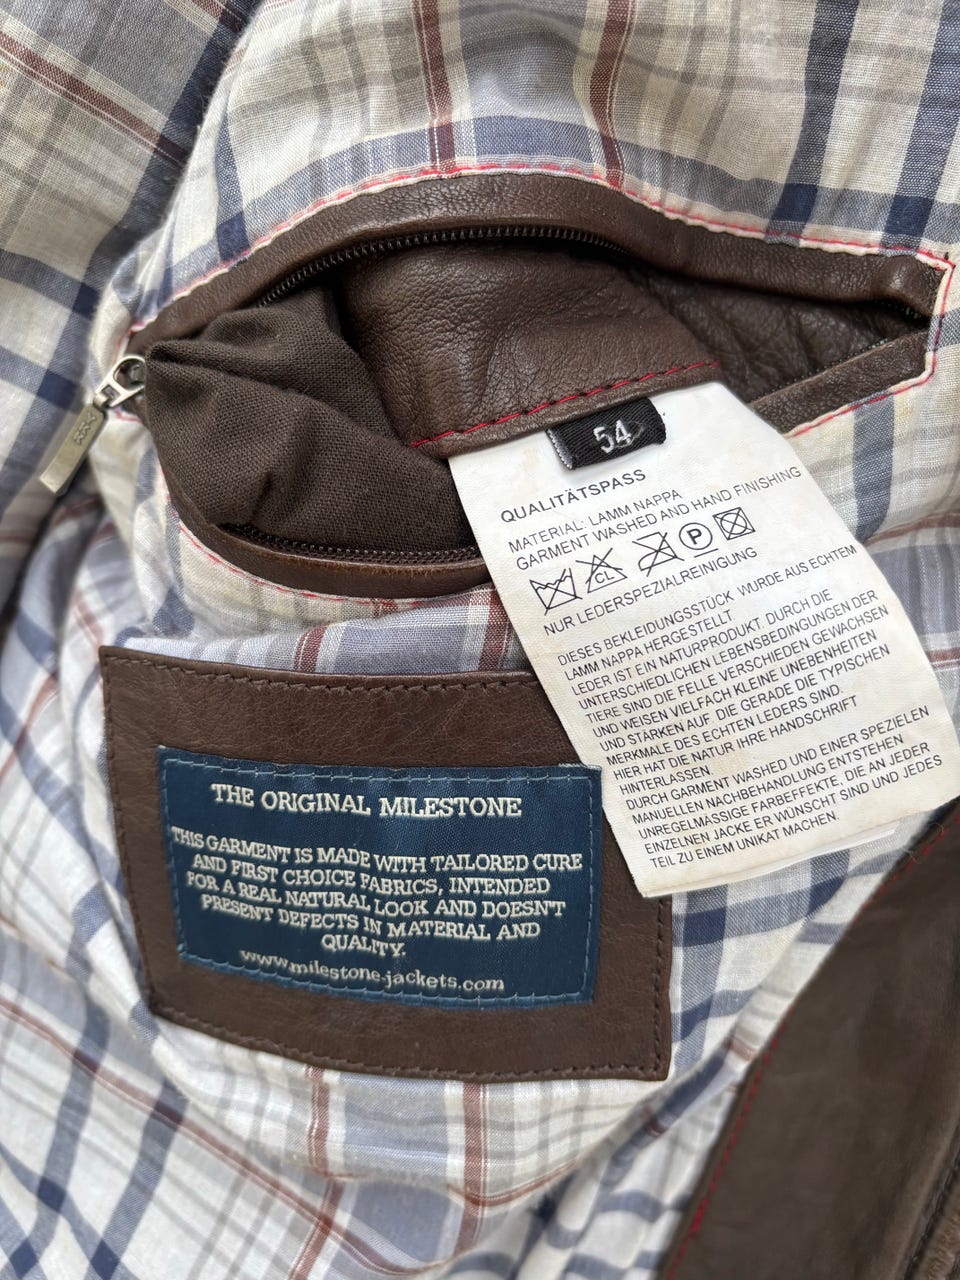 54
QUALITÄTSPASS
MATERIAL: LAMM NAPPA
GARMENT WASHED AND HAND FINISHING
CL P
NUR LEDERSPEZIALREINIGUNG
DIESES BEKLEIDUNGSSTÜCK WURDE AUS ECHTEM
LAMM NAPPA HERGESTELLT
LEDER IST EIN NATURPRODUKT. DURCH DIE
UNTERSCHIEDLICHEN LEBENSBEDINGUNGEN DER
TIERE SIND DIE FELLE VERSCHIEDEN GEWACHSEN
UND WEISEN VIELFACH KLEINE UNEBENHEITEN
UND STÄRKEN AUF DIE GERADE DIE TYPISCHEN
MERKMALE DES ECHTEN LEDERS SIND.
HIER HAT DIE NATUR IHRE HANDSCHRIFT
HINTERLASSEN.
DURCH GARMENT WASHED UND EINER SPEZIELEN
MANUELLEN NACHBEHANDLUNG ENTSTEHEN
UNREGELMASSIGE FARBEFFEKTE. DIE AN JEDER
EINZELNEN JACKE ER WÜNSCHT SIND UND JEDES
TEIL ZU EINEM UNIKAT MACHEN.
THE ORIGINAL MILESTONE
THIS GARMENT IS MADE WITH TAILORED CURE
AND FIRST CHOICE FABRICS, INTENDED
FOR A REAL NATURAL LOOK AND DOESN'T
PRESENT DEFECTS IN MATERIAL AND
QUALITY.
www.milestone-jackets.com